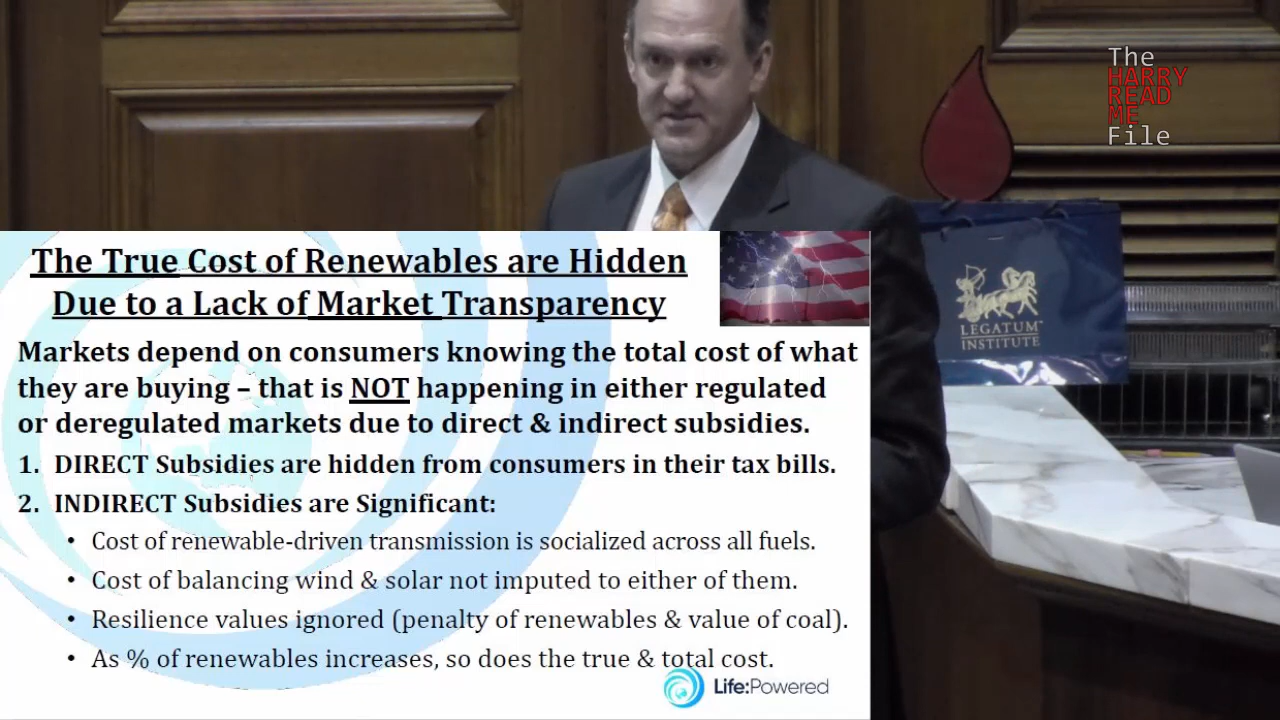 The
HARRY
READ
ME
File
The True Cost of Renewables are Hidden
Due to a Lack of Market Transparency
LEGATUM™
INSTITUTE
Markets depend on consumers knowing the total cost of what
they are buying – that is NOT happening in either regulated
or deregulated markets due to direct & indirect subsidies.
1. DIRECT Subsidies are hidden from consumers in their tax bills.
2. INDIRECT Subsidies are Significant:
• Cost of renewable-driven transmission is socialized across all fuels.
• Cost of balancing wind & solar not imputed to either of them.
• Resilience values ignored (penalty of renewables & value of coal).
• As % of renewables increases, so does the true & total cost.
Life:Powered